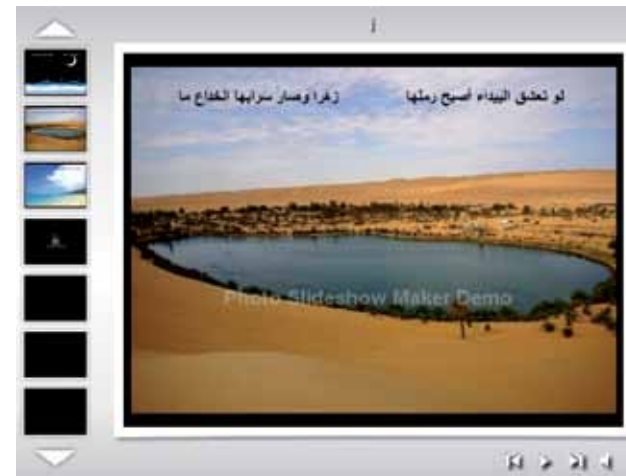 لو تعشق البيداء أصبح رملها زهرا وصار سرابها الخداع ما
Photo Slideshow Maker Demo